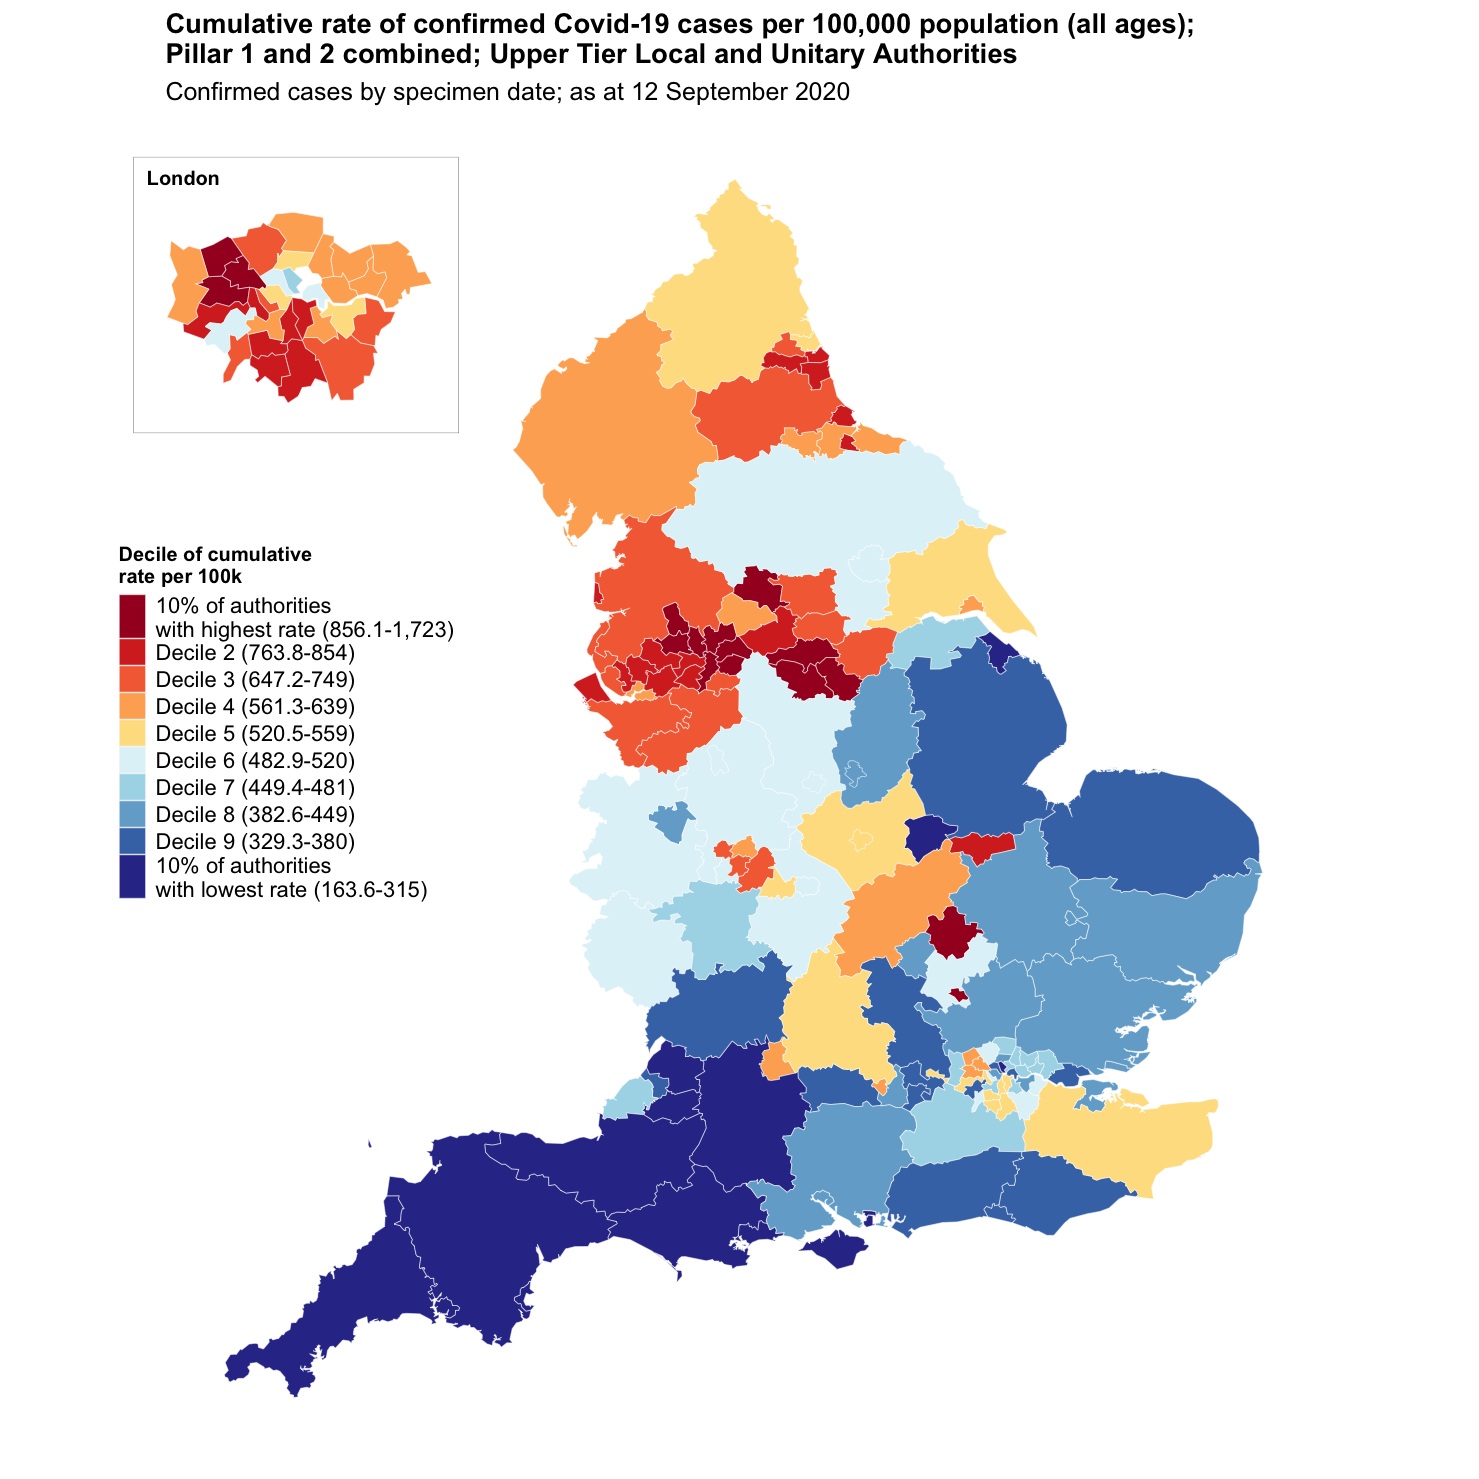 Cumulative rate of confirmed Covid-19 cases per 100,000 population (all ages);
Pillar 1 and 2 combined; Upper Tier Local and Unitary Authorities
Confirmed cases by specimen date; as at 12 September 2020
London
Decile of cumulative
rate per 100k
10% of authorities
with highest rate (856.1-1,723)
Decile 2 (763.8-854)
Decile 3 (647.2-749)
Decile 4 (561.3-639)
Decile 5 (520.5-559)
Decile 6 (482.9-520)
Decile 7 (449.4-481)
Decile 8 (382.6-449)
Decile 9 (329.3-380)
10% of authorities
with lowest rate (163.6-315)